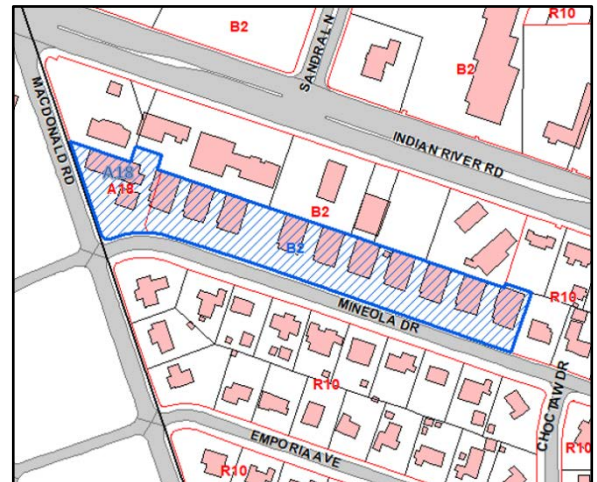 R10
B2
SANDRA LN
B2
MACDONALD RD
INDIAN RIVER RD
A18
A18
B2
B2
R10
MINEOLA DR
R10
CHOCTAW DR
EMPORIA AVE
R10
R10